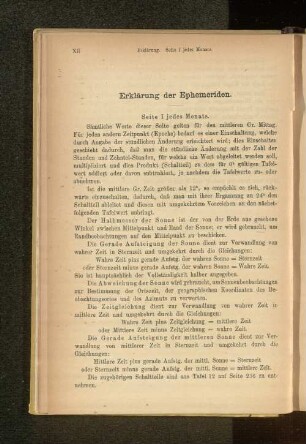 XII Erklärung. Seite I jedes Monats
Erklärung der Ephemeriden.
Seite I jedes Monats.
Sämtliche Werte dieser Seite gelten für den mittleren Gr. Mittag.
Für jeden andern Zeitpunkt (Epoche) bedarf es einer Einschaltung, welche
durch Angabe der stündlichen Änderung erleichtert wird; dies Einschalten
geschieht dadurch, daß man die stündliche Änderung mit der Zahl der
Stunden und Zehntel-Stunden, für welche ein Wert abgeleitet werden soll,
multipliziert und dies Produkt (Schaltteil) zu dem für 0ʰ gültigen Tafel-
wert addiert oder davon subtrahiert, je nachdem die Tafelwerte zu- oder
abnehmen.
Ist die mittlere Gr. Zeit größer als 12ʰ, so empfiehlt es sich, rück-
wärts einzuschalten, indem man mit ihrer Ergänzung zu 24ʰ den
Schaltteil ableitet und diesen mit umgekehrten Vorzeichen an den nächst-
folgenden Tafelwert anbringt.
Der Halbmesser der Sonne ist der von der Erde aus gesehene
Winkel zwischen Mittelpunkt und Rand der Sonne, er wird gebraucht, um
Randbeobachtungen auf den Mittelpunkt zu beschicken.
Die Gerade Aufsteigung der Sonne dient zur Verwandlung von
wahrer Zeit in Sternzeit und umgekehrt durch die Gleichungen:
Wahre Zeit plus gerade Aufstg. der wahren Sonne = Sternzeit
oder Sternzeit minus gerade Aufstg. der wahren Sonne = Wahre Zeit.
Sie ist hauptsächlich der Vollständigkeit halber angegeben.
Die Abweichung der Sonne wird gebraucht, um Sonnenbeobachtungen
zur Bestimmung der Ortszeit, der geographischen Koordinaten des Be-
obachtungsortes und des Azimuts zu verwerten.
Die Zeitgleichung dient zur Verwandlung von wahrer Zeit in
mittlere Zeit und umgekehrt durch die Gleichungen:
Wahre Zeit plus Zeitgleichung = mittlere Zeit
oder Mittlere Zeit minus Zeitgleichung = wahre Zeit.
Die Gerade Aufsteigung der mittleren Sonne dient zur Ver-
wandlung von mittlerer Zeit in Sternzeit und umgekehrt durch die
Gleichungen:
Mittlere Zeit plus gerade Aufstg. der mittl. Sonne = Sternzeit
oder Sternzeit minus gerade Aufstg. der mittl. Sonne = Mittlere Zeit.
Die zugehörigen Schaltteile sind aus Tafel 12 auf Seite 236 zu ent-
nehmen.